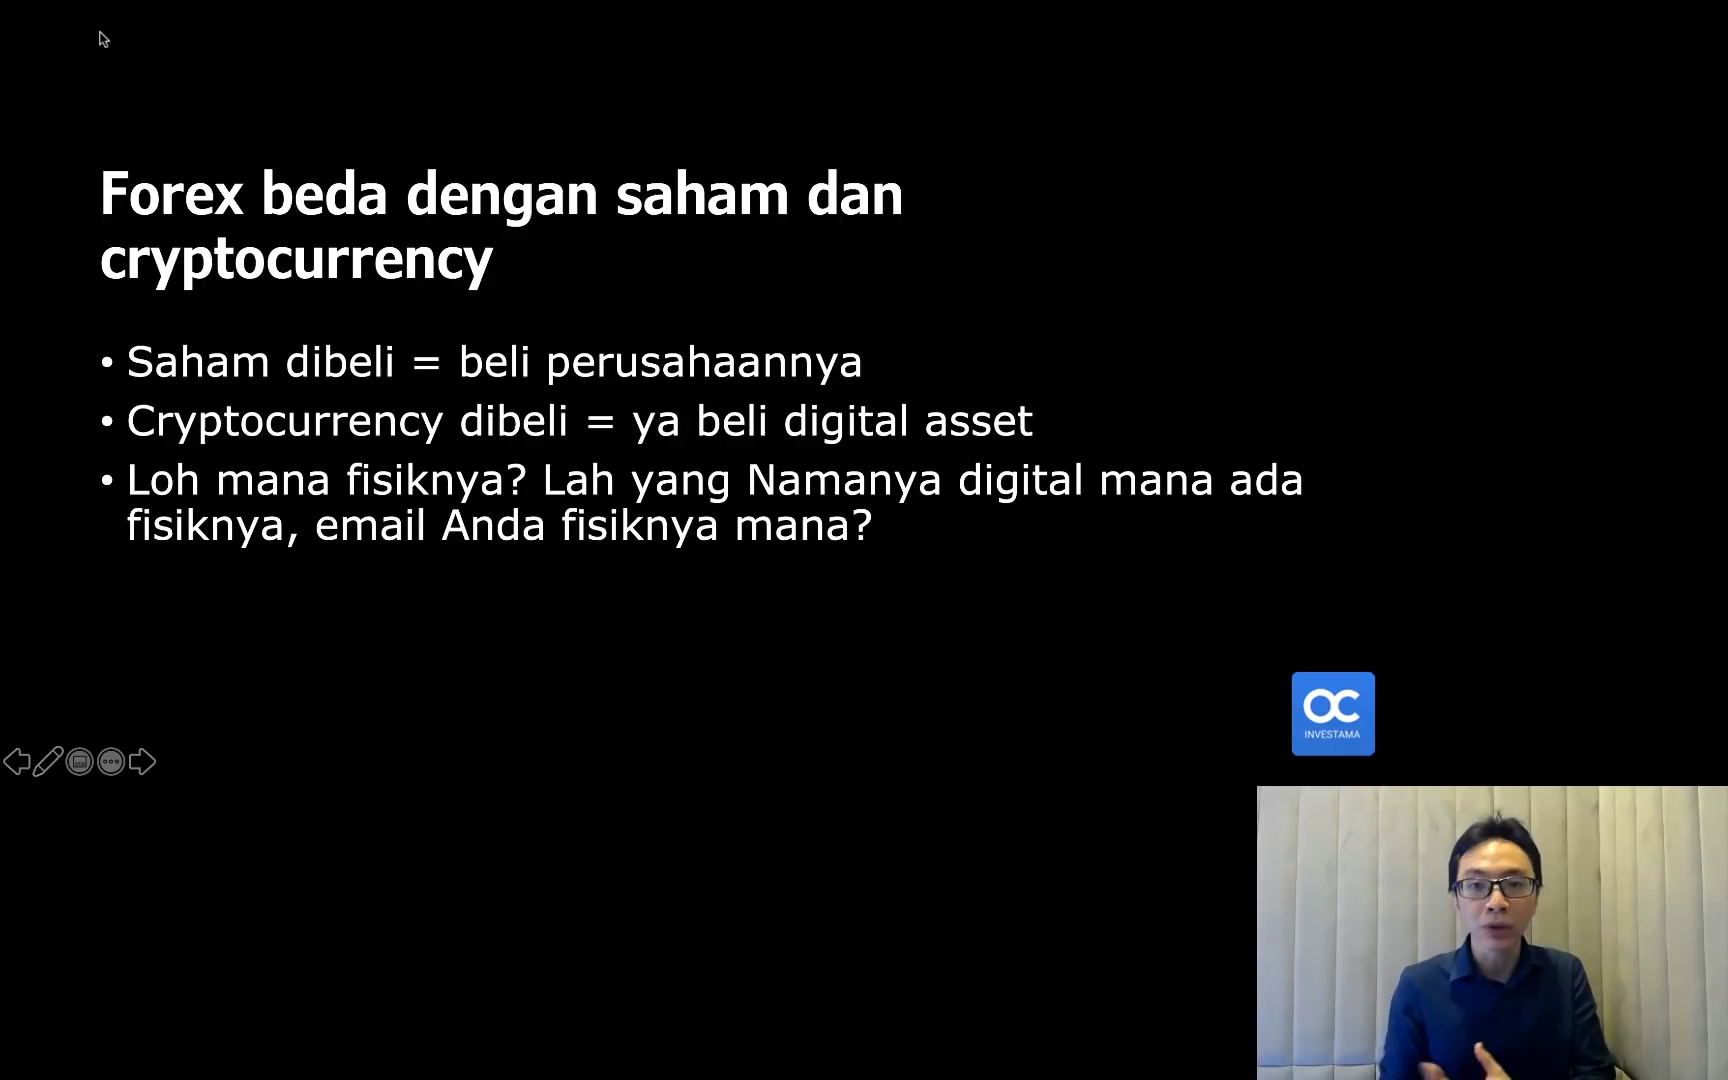 Forex beda dengan saham dan
cryptocurrency
• Saham dibeli = beli perusahaannya
• Cryptocurrency dibeli = ya beli digital asset
• Loh mana fisiknya? Lah yang Namanya digital mana ada
fisiknya, email Anda fisiknya mana?
OC
INVESTAMA